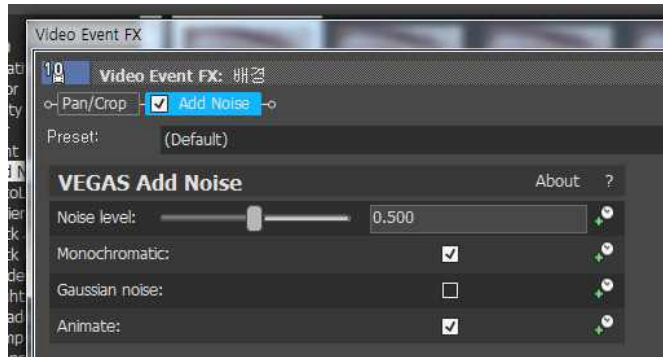 Video Event FX
Video Event FX: 배경
Pan/Crop Add Noise
Preset: (Default)
VEGAS Add Noise About ?
Noise level: 0.500
Monochromatic:
Gaussian noise:
Animate: